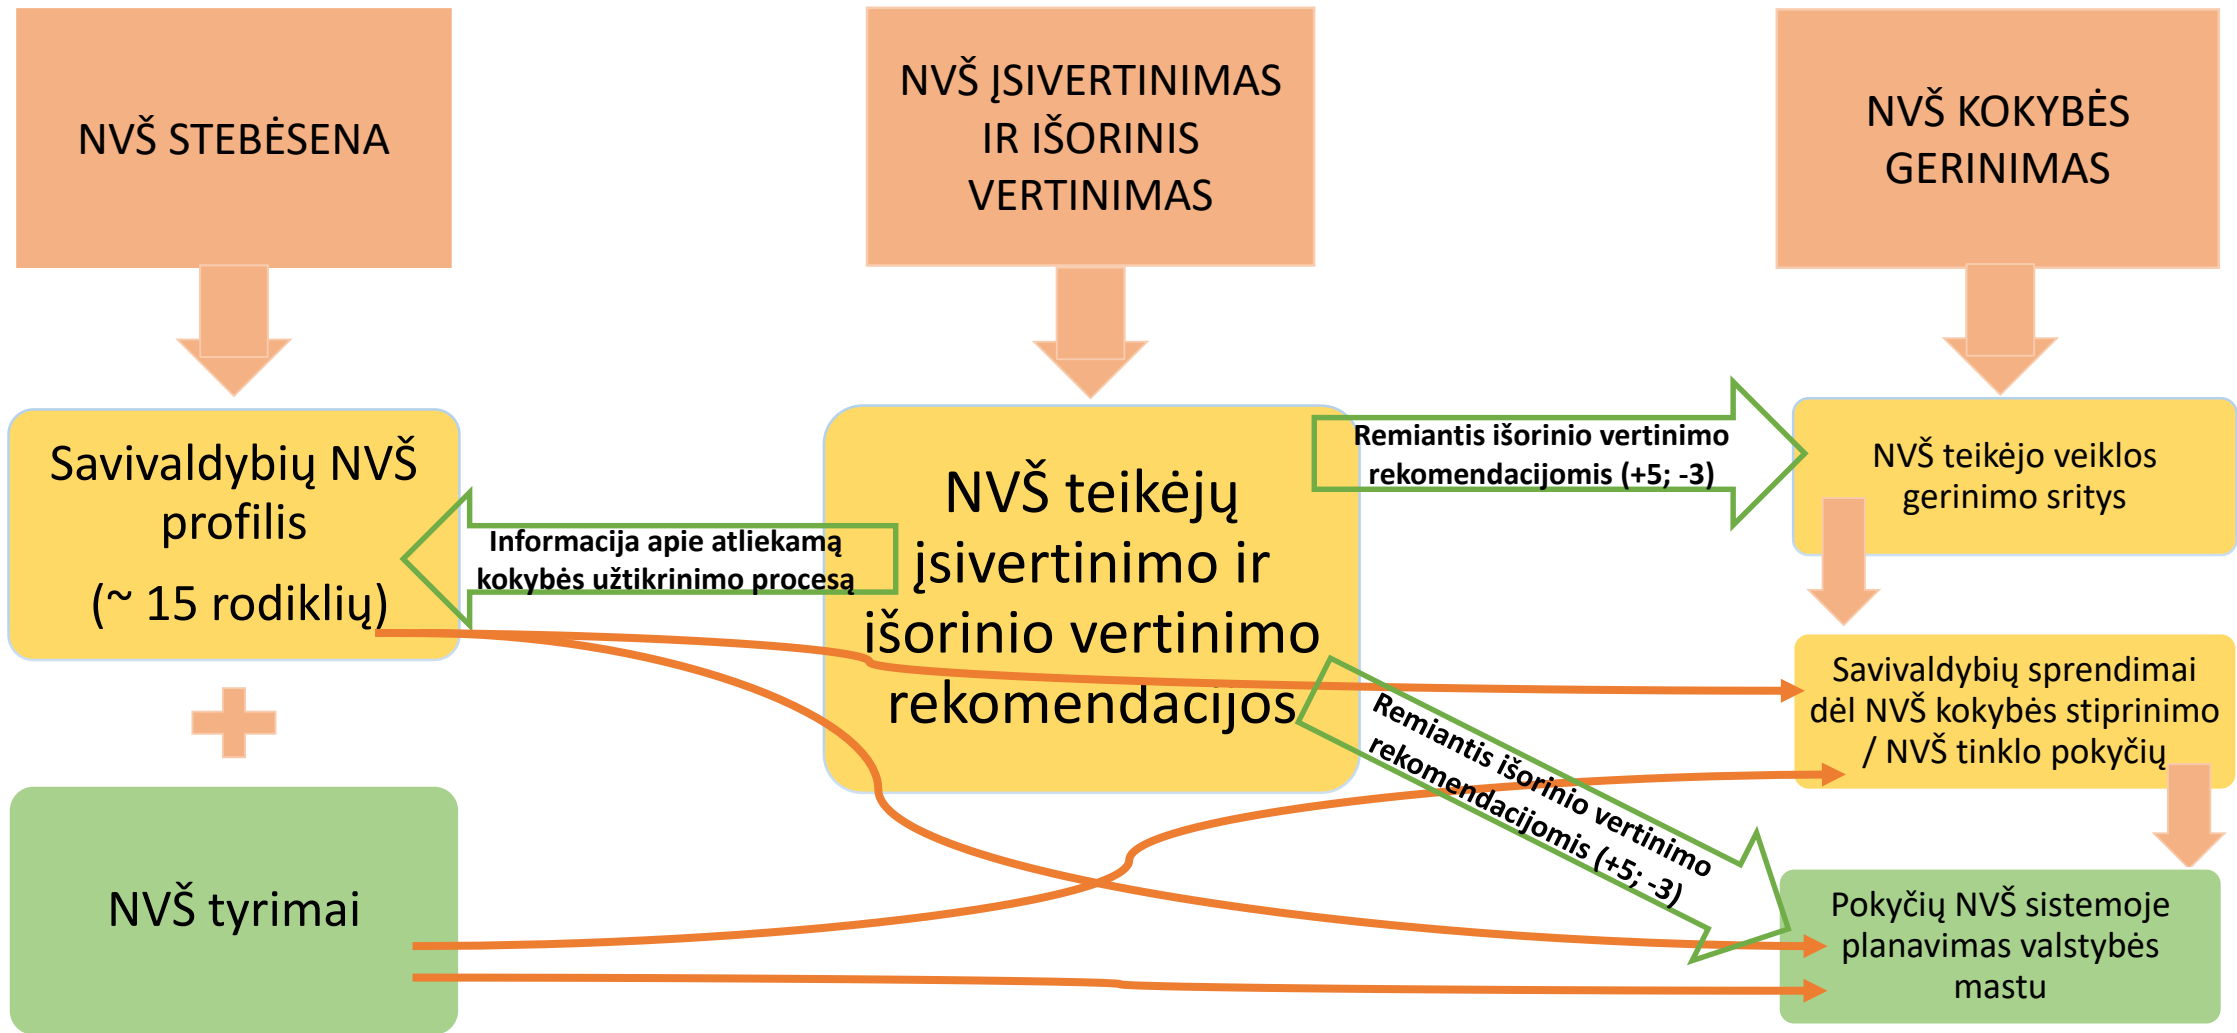 NVŠ STEBĖSENA
NVŠ ĮSIVERTINIMAS
IR IŠORINIS
VERTINIMAS
NVŠ KOKYBĖS
GERINIMAS
Savivaldybių NVŠ
profilis
(~ 15 rodiklių)
Informacija apie atliekamą
kokybės užtikrinimo procesą
NVŠ teikėjų
įsivertinimo ir
išorinio vertinimo
rekomendacijos
Remiantis išorinio vertinimo
rekomendacijomis (+5; -3)
NVŠ teikėjo veiklos
gerinimo sritys
Savivaldybių sprendimai
dėl NVŠ kokybės stiprinimo
/ NVŠ tinklo pokyčių
Remiantis išorinio vertinimo
rekomendacijomis (+5; -3)
NVŠ tyrimai
Pokyčių NVŠ sistemoje
planavimas valstybės
mastu